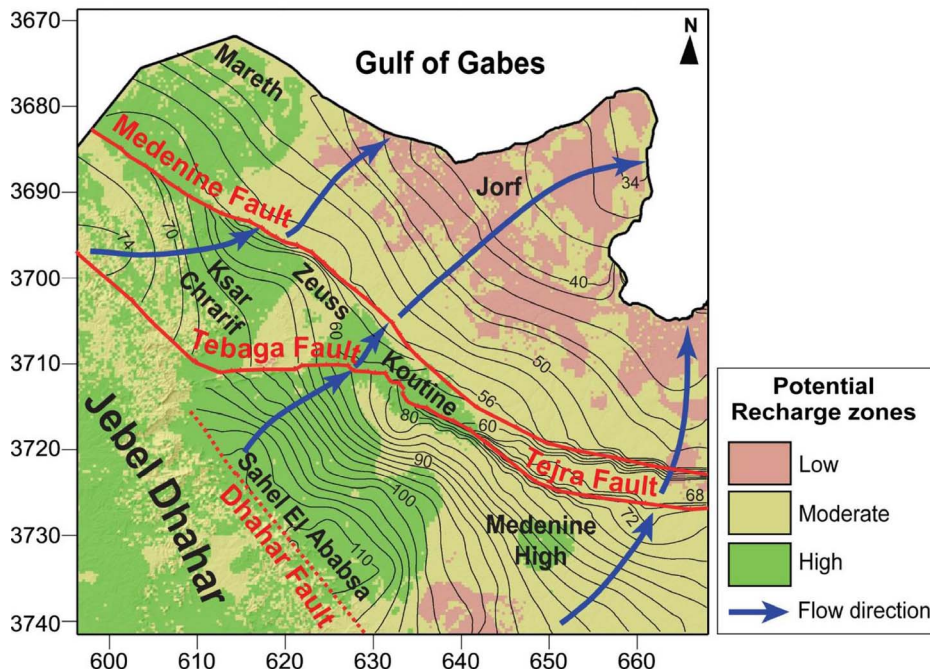 3670
3680
3690
3700
3710
3720
3730
3740
600
610
620
630
640
650
660
N
Gulf of Gabes
Mareth
Medenine Fault
Jorf
34
74
70
Ksar
Chrarif
Zeuss
60
40
50
Tebaga Fault
Koutine
56
80
60
90
100
110
Tejra Fault
68
72
Jebel Dhahar
Sahel El Ababsa
Dhahar Fault
Medenine
High
Potential
Recharge zones
Low
Moderate
High
Flow direction